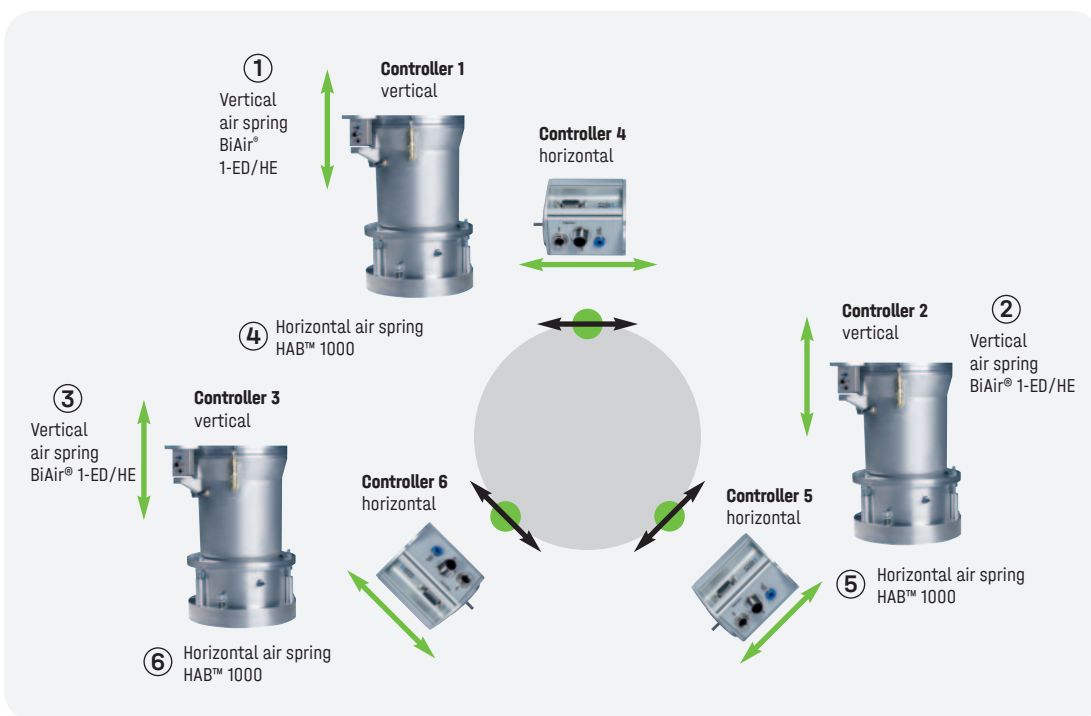 ①
Vertical
air spring
BiAir®
1-ED/HE
Controller 1
vertical
Controller 4
horizontal
④
Horizontal air spring
HAB™ 1000
Controller 2
vertical
②
Vertical
air spring
BiAir® 1-ED/HE
③
Vertical
air spring
BiAir® 1-ED/HE
Controller 3
vertical
Controller 6
horizontal
Controller 5
horizontal
⑤
Horizontal air spring
HAB™ 1000
⑥
Horizontal air spring
HAB™ 1000